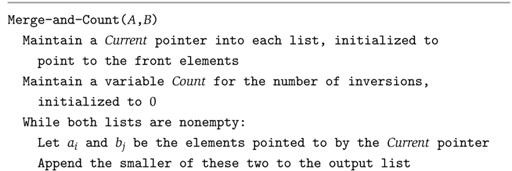 Merge-and-Count(A,B)
Maintain a Current pointer into each list, initialized to
point to the front elements
Maintain a variable Count for the number of inversions,
initialized to 0
While both lists are nonempty:
Let aᵢ and bⱼ be the elements pointed to by the Current pointer
Append the smaller of these two to the output list